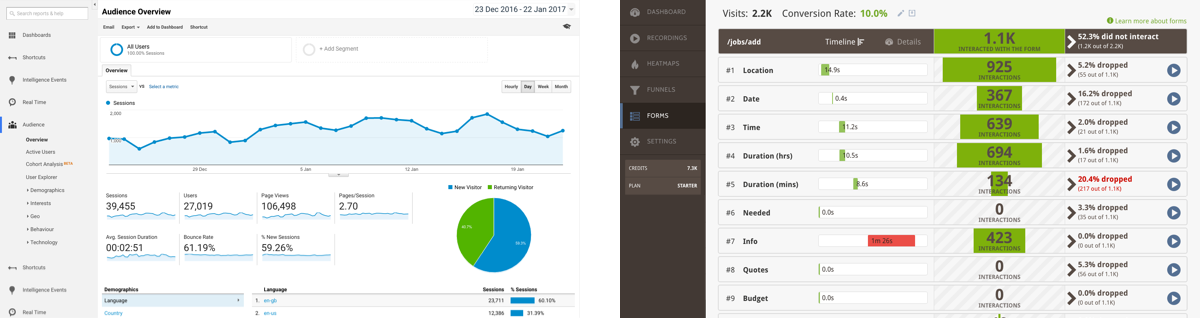 Search reports & help
Dashboards
Shortcuts
Intelligence Events
Real Time
Audience
Overview
Active Users
Cohort Analysis BETA
User Explorer
Demographics
Interests
Geo
Behaviour
Technology
Shortcuts
Intelligence Events
Real Time
Audience Overview
23 Dec 2016 - 22 Jan 2017
Email Export Add to Dashboard Shortcut
All Users
100.00% Sessions
+ Add Segment
Overview
Sessions VS Select a metric
Hourly Day Week Month
Sessions
2,000
1,000
29 Dec 5 Jan 12 Jan 19 Jan
Sessions
39,455
Users
27,019
Page Views
106,498
Pages/Session
2.70
Avg. Session Duration
00:02:51
Bounce Rate
61.19%
% New Sessions
59.26%
New Visitor Returning Visitor
Demographics
Language
Country
Language Sessions % Sessions
1. en-gb 23,711 60.10%
2. en-us 12,386 31.39%
DASHBOARD
RECORDINGS
HEATMAPS
FUNNELS
FORMS
SETTINGS
CREDITS 7.3K
PLAN STARTER
Visits: 2.2K Conversion Rate: 10.0%
Learn more about forms
/jobs/add Timeline Details
1.1K
INTERACTED WITH THE FORM
52.3% did not interact
(1.2K out of 2.2K)
#1 Location 14.9s
925
INTERACTIONS
5.2% dropped
(55 out of 1.1K)
#2 Date 0.4s
367
INTERACTIONS
16.2% dropped
(172 out of 1.1K)
#3 Time 11.2s
639
INTERACTIONS
2.0% dropped
(21 out of 1.1K)
#4 Duration (hrs) 10.5s
694
INTERACTIONS
1.6% dropped
(17 out of 1.1K)
#5 Duration (mins) 8.6s
134
INTERACTIONS
20.4% dropped
(217 out of 1.1K)
#6 Needed 0.0s
0
INTERACTIONS
3.3% dropped
(35 out of 1.1K)
#7 Info 1m 26s
423
INTERACTIONS
0.0% dropped
(0 out of 1.1K)
#8 Quotes 0.0s
0
INTERACTIONS
5.3% dropped
(56 out of 1.1K)
#9 Budget 0.0s
0
INTERACTIONS
0.0% dropped
(0 out of 1.1K)